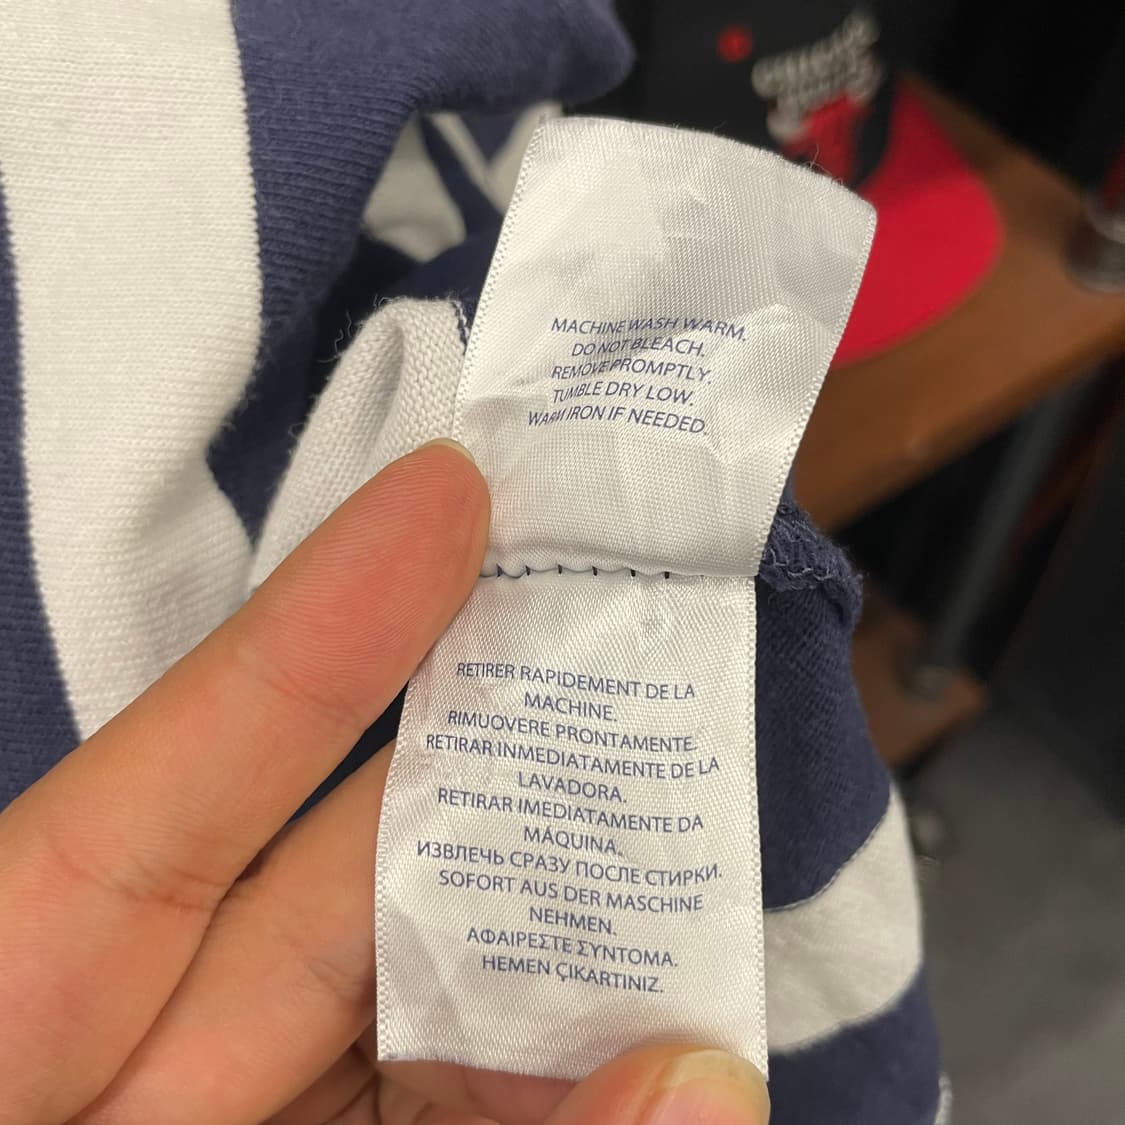 MACHINE WASH WARM.
DO NOT BLEACH.
REMOVE PROMPTLY.
TUMBLE DRY LOW.
WARM IRON IF NEEDED.
RETIRER RAPIDEMENT DE LA
MACHINE.
RIMUOVERE PRONTAMENTE.
RETIRAR INMEDIATAMENTE DE LA
LAVADORA.
RETIRAR IMEDIATAMENTE DA
MÁQUINA.
ИЗВЛЕЧЬ СРАЗУ ПОСЛЕ СТИРКИ.
SOFORT AUS DER MASCHINE
NEHMEN.
ΑΦΑΙΡΕΣΤΕ ΣΥΝΤΟΜΑ.
HEMEN ÇIKARTINIZ.